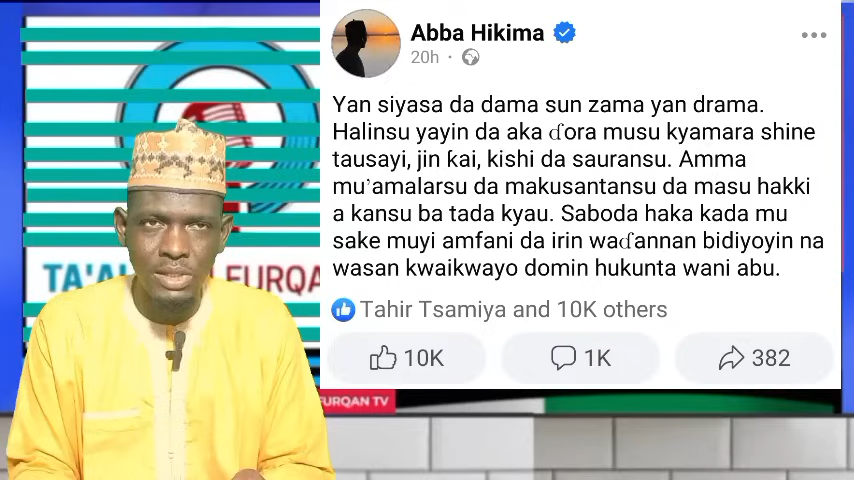 Abba Hikima
20h
Yan siyasa da dama sun zama yan drama.
Halinsu yayin da aka ɗora musu kyamara shine
tausayi, jin kai, kishi da sauransu. Amma
mu'amalarsu da makusantansu da masu hakki
a kansu ba tada kyau. Saboda haka kada mu
sake muyi amfani da irin waɗannan bidiyoyin na
wasan kwaikwayo domin hukunta wani abu.
Tahir Tsamiya and 10K others
10K
1K
382
TA'A
FURQA
FURQAN TV